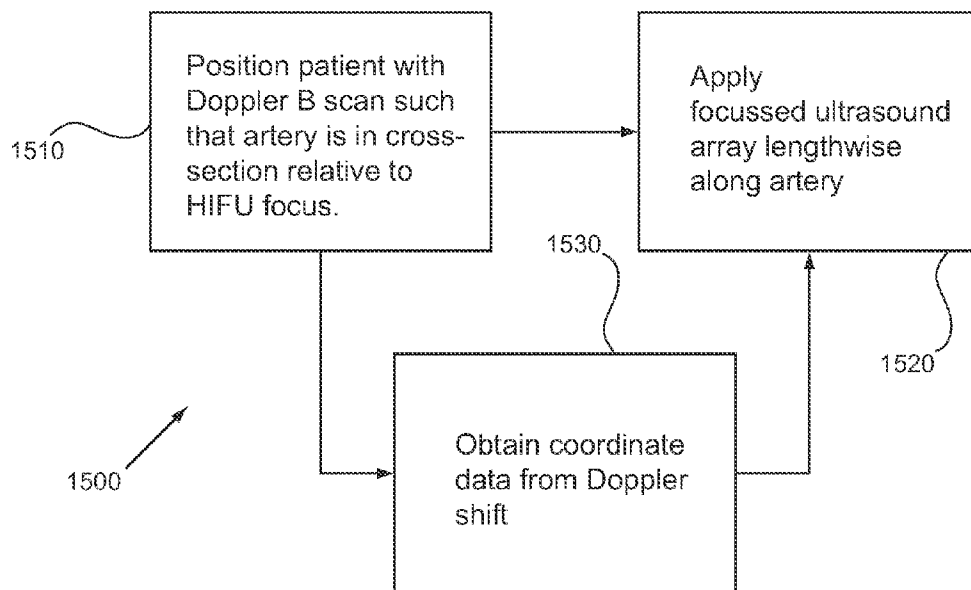 Position patient with
Doppler B scan such
that artery is in cross-
section relative to
HIFU focus.
1510
Apply
focussed ultrasound
array lengthwise
along artery
1530
1520
Obtain coordinate
data from Doppler
shift
1500